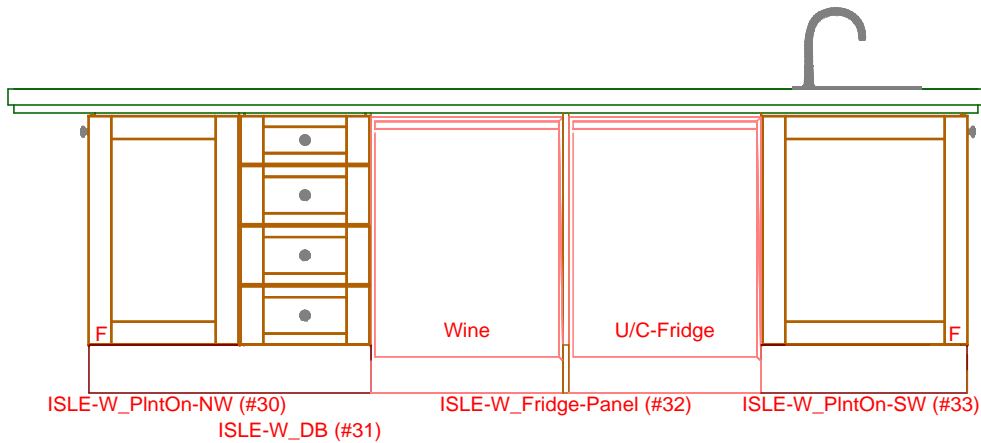 Wine
U/C-Fridge
F
F
ISLE-W_PlntOn-NW (#30)
ISLE-W_Fridge-Panel (#32)
ISLE-W_PlntOn-SW (#33)
ISLE-W_DB (#31)